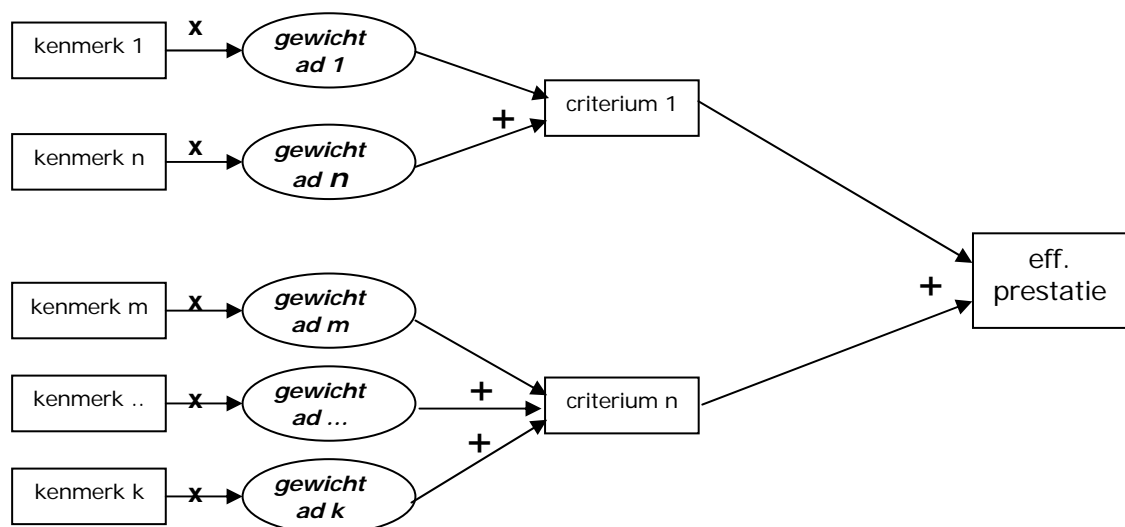 kenmerk 1
x
gewicht
ad 1
kenmerk n
x
gewicht
ad n
+
criterium 1
kenmerk m
x
gewicht
ad m
kenmerk ..
x
gewicht
ad ...
+
kenmerk k
x
gewicht
ad k
+
criterium n
+
eff.
prestatie